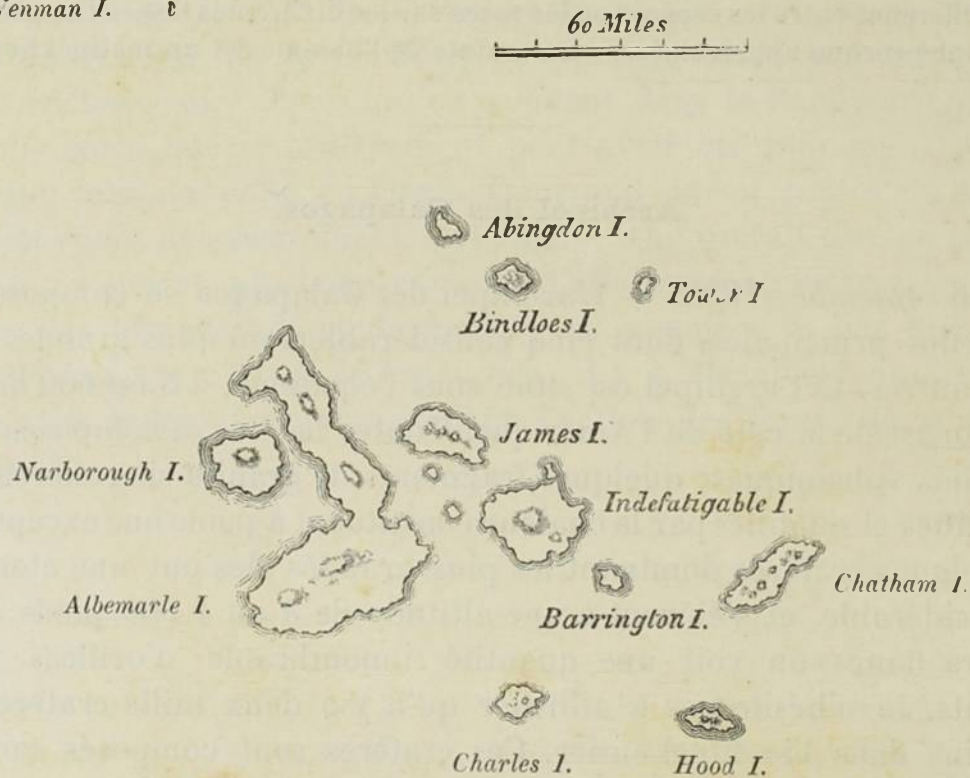 Wenman I.
60 Miles
Abingdon I.
Tower I
Bindloes I.
James I.
Narborough I.
Indefatigable I.
Chatham I.
Albemarle I.
Barrington I.
Charles I.
Hood I.